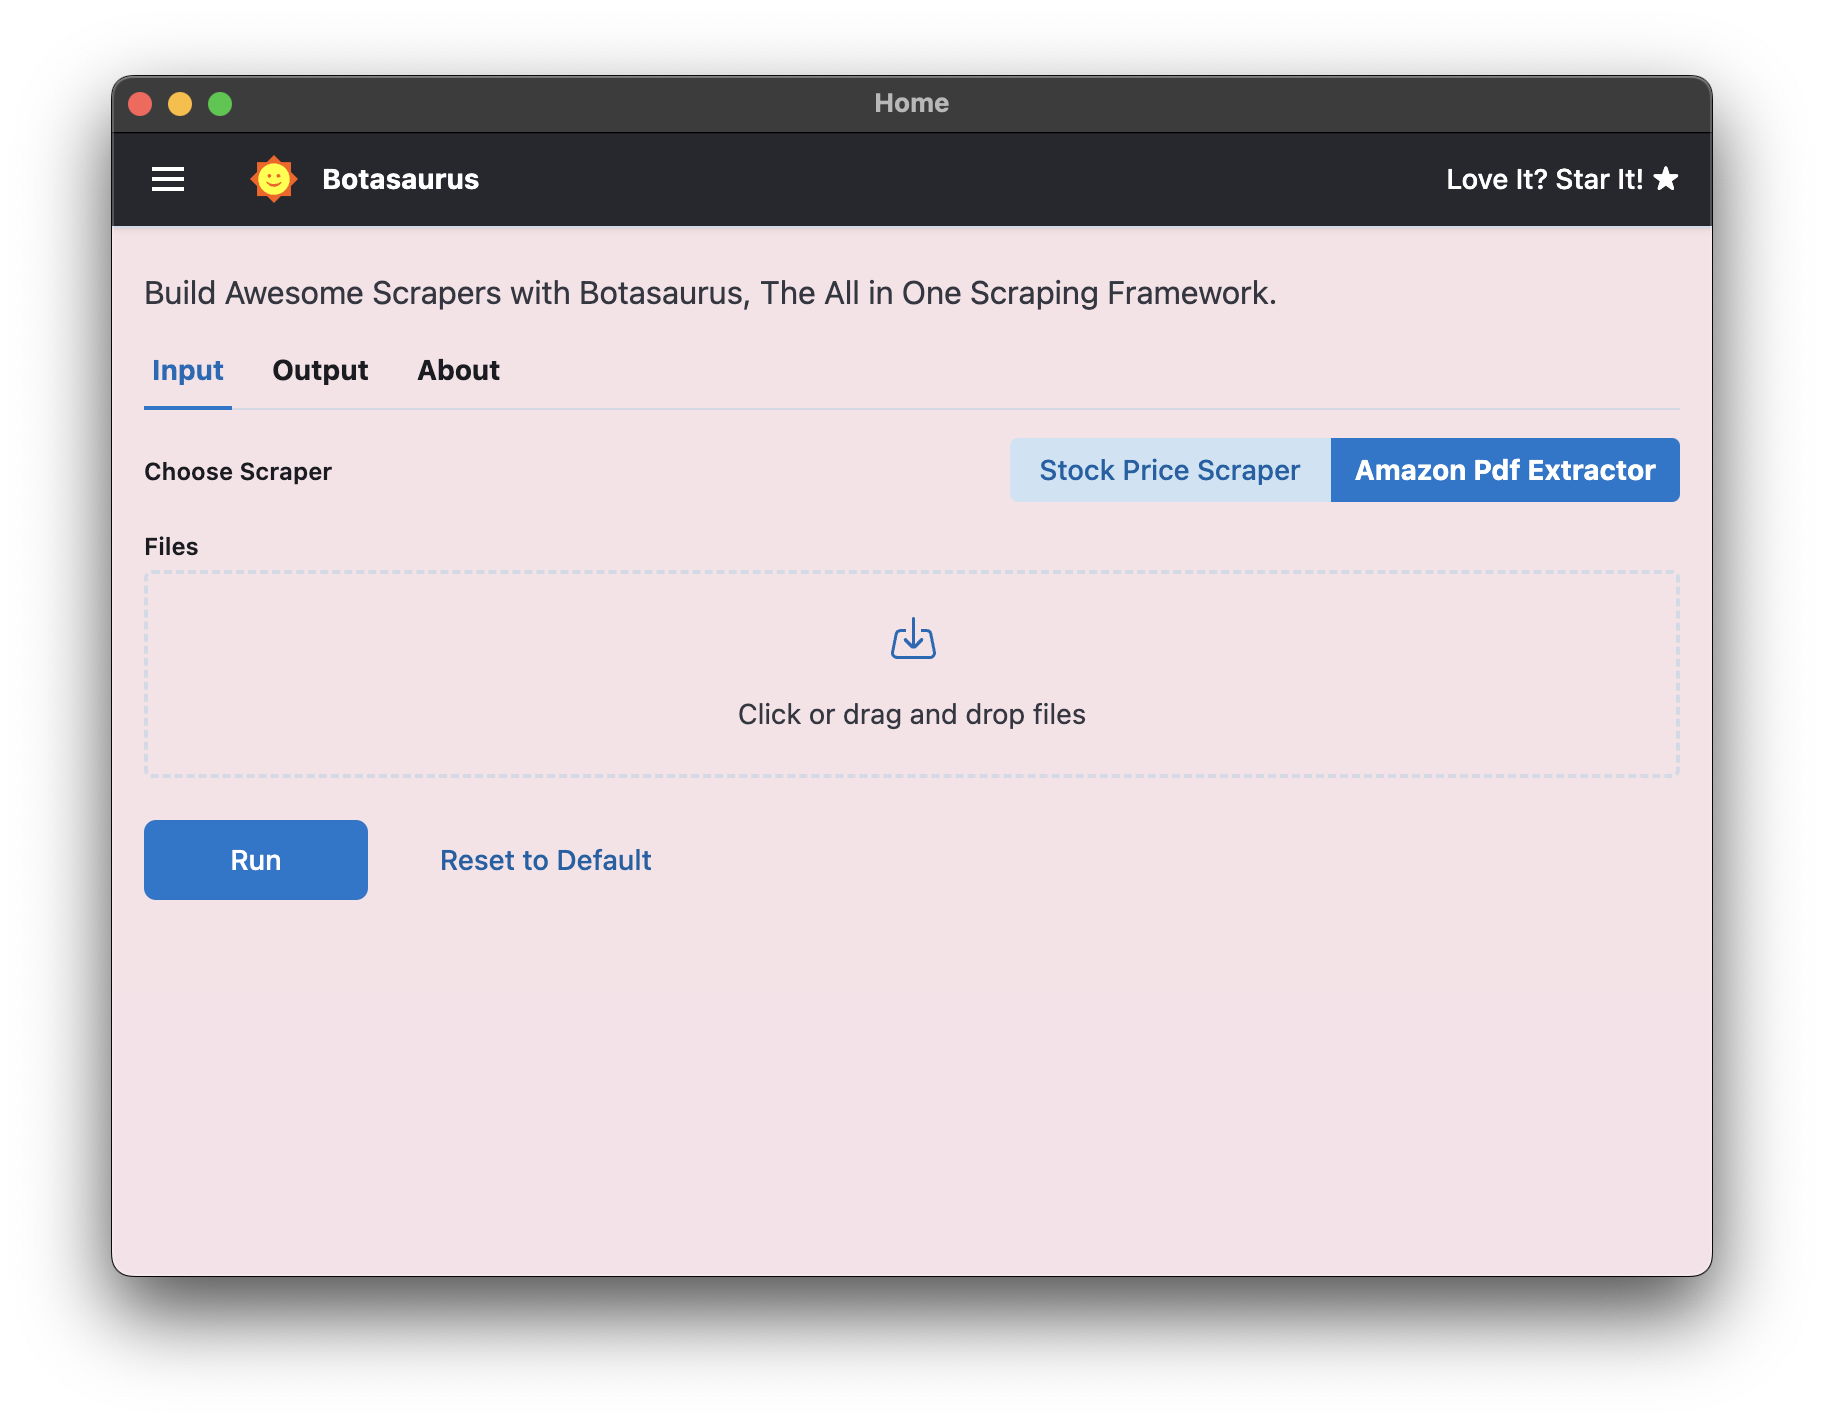 Home
Botasaurus
Love It? Star It!
Build Awesome Scrapers with Botasaurus, The All in One Scraping Framework.
Input
Output
About
Choose Scraper
Stock Price Scraper
Amazon Pdf Extractor
Files
Click or drag and drop files
Run
Reset to Default